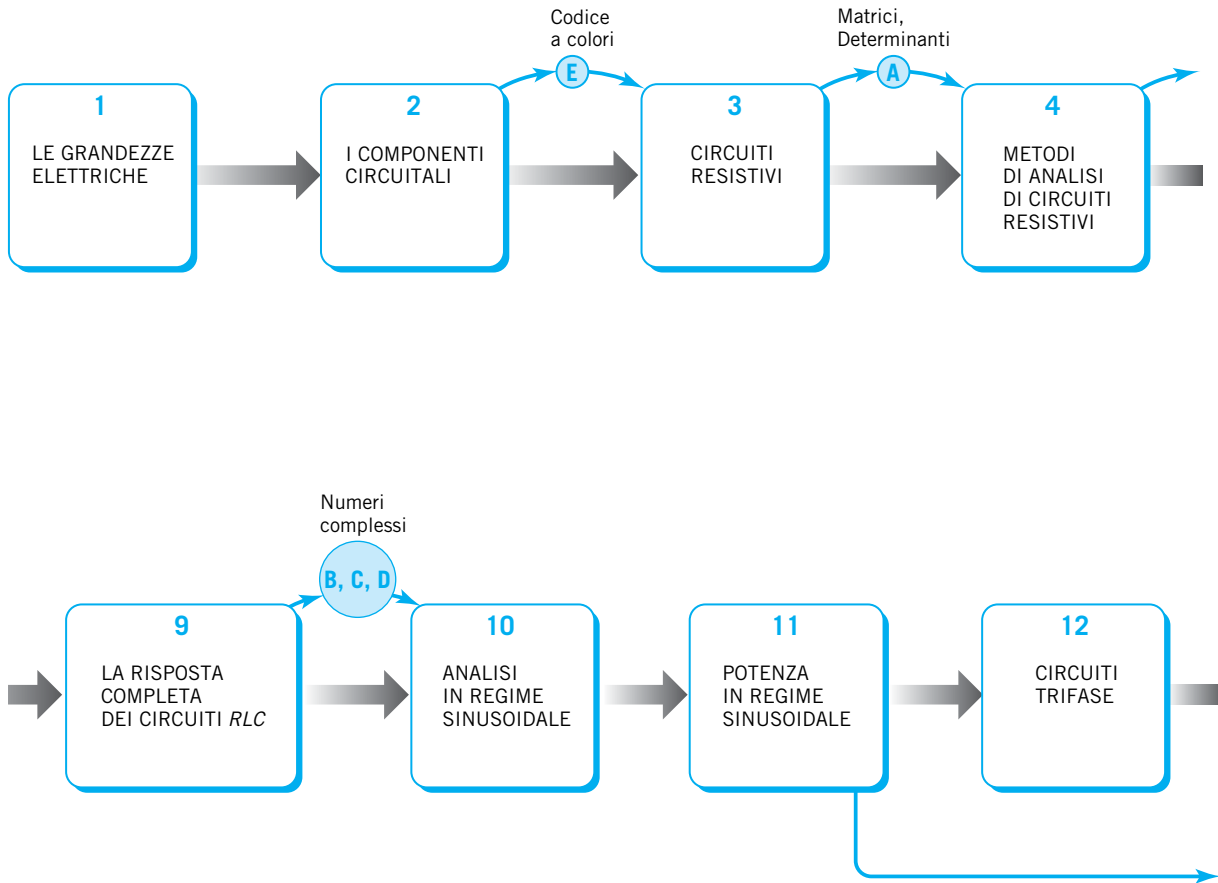 Codice
a colori
E
Matrici,
Determinanti
A
1
LE GRANDEZZE
ELETTRICHE
2
I COMPONENTI
CIRCUITALI
3
CIRCUITI
RESISTIVI
4
METODI
DI ANALISI
DI CIRCUITI
RESISTIVI
Numeri
complessi
B, C, D
9
LA RISPOSTA
COMPLETA
DEI CIRCUITI RLC
10
ANALISI
IN REGIME
SINUSOIDALE
11
POTENZA
IN REGIME
SINUSOIDALE
12
CIRCUITI
TRIFASE